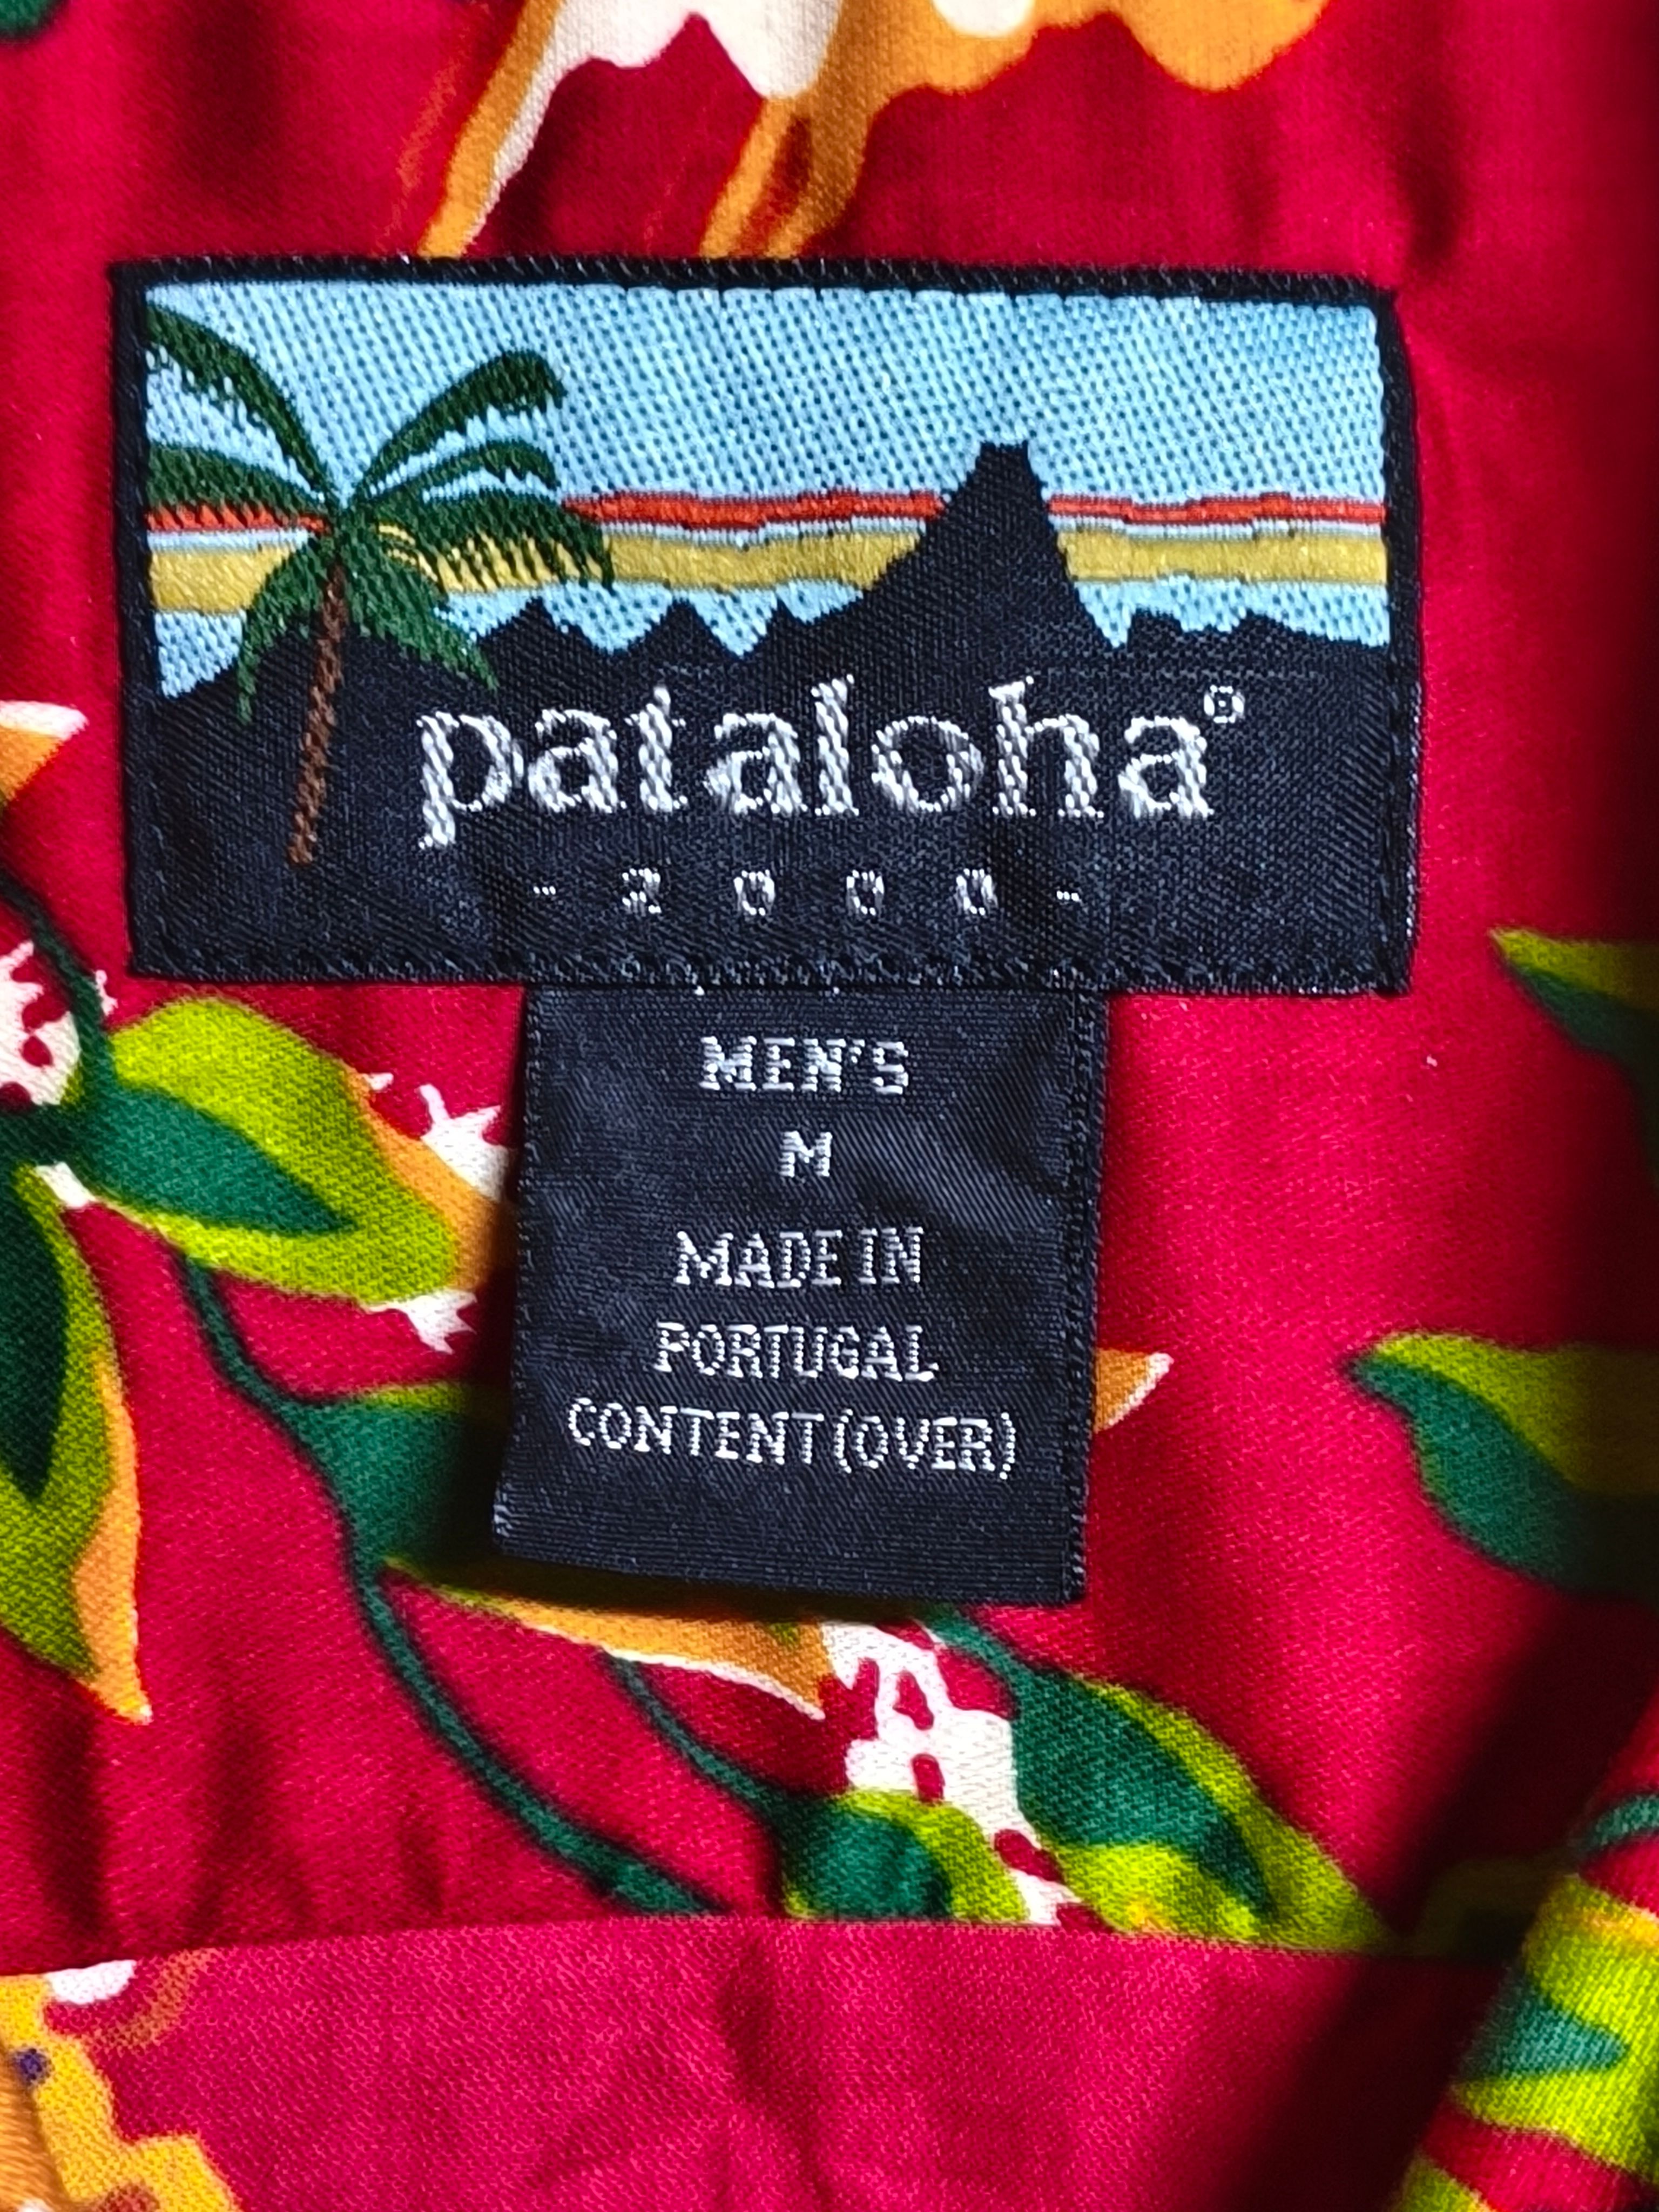 pataloha®
- 2000 -
MEN'S
M
MADE IN
PORTUGAL
CONTENT (OVER)